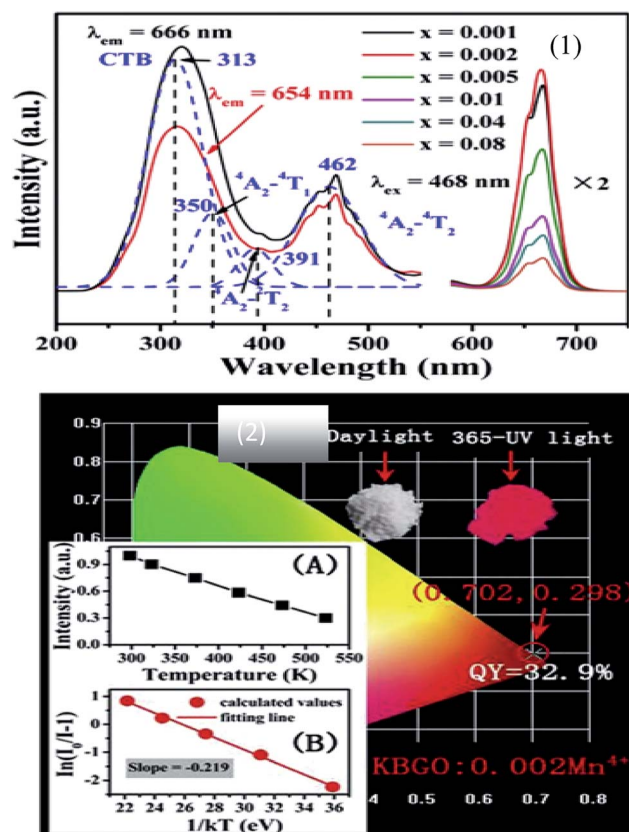 λem = 666 nm
(1)
CTB
313
λem = 654 nm
350
⁴A₂-⁴T₁
462
⁴A₂-⁴T₂
391
⁴A₂-²T₂
x = 0.001
x = 0.002
x = 0.005
x = 0.01
x = 0.04
x = 0.08
λex = 468 nm
×2
Intensity (a.u.)
200 300 400 500 600 700
Wavelength (nm)
(2)
Daylight 365-UV light
0.9
0.8
0.7
0.6
(0.702, 0.298)
QY=32.9%
KBGO:0.002Mn⁴⁺
0.5 0.6 0.7 0.8
(A)
Intensity (a.u.)
0.9
0.6
0.3
0.0
300 350 400 450 500 550
Temperature (K)
(B)
ln(I₀/I-1)
1
0
-1
-2
calculated values
fitting line
Slope = -0.219
22 24 26 28 30 32 34 36
1/kT (eV)